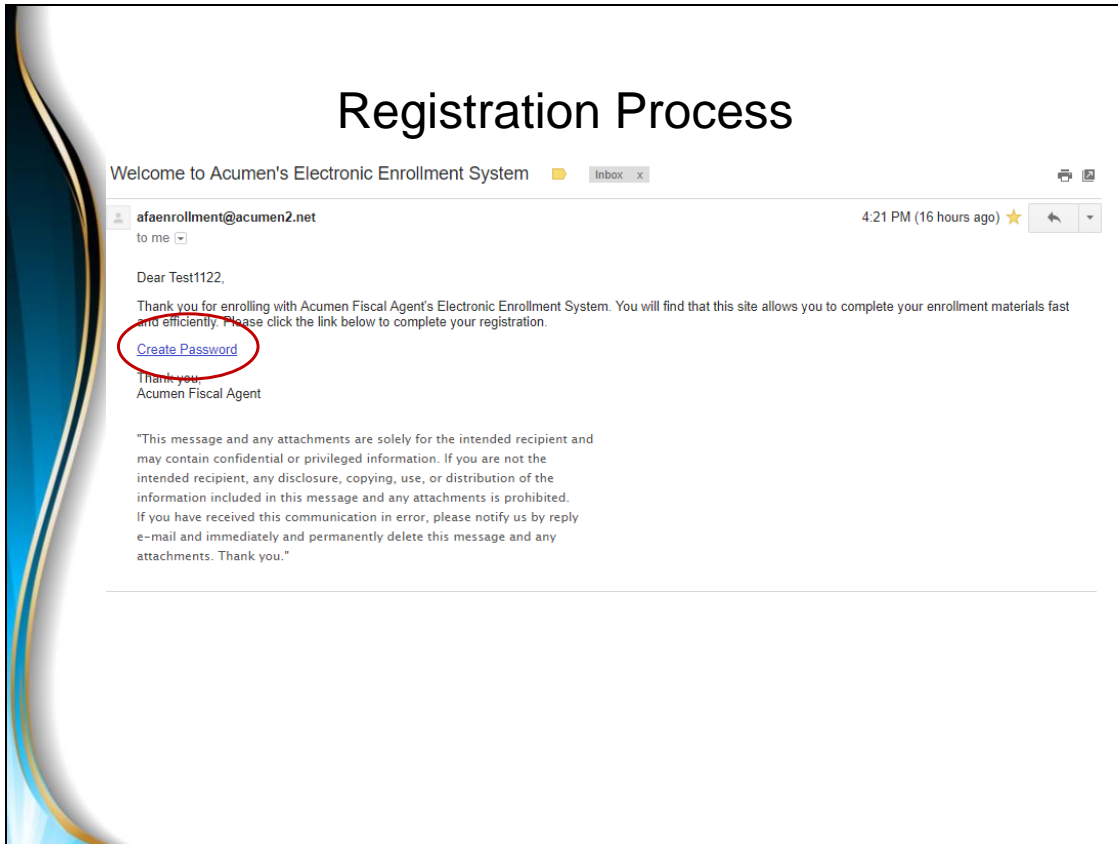 Registration Process
Welcome to Acumen's Electronic Enrollment System Inbox x
afaenrollment@acumen2.net 4:21 PM (16 hours ago)
to me
Dear Test1122,
Thank you for enrolling with Acumen Fiscal Agent's Electronic Enrollment System. You will find that this site allows you to complete your enrollment materials fast
and efficiently. Please click the link below to complete your registration.
Create Password
Thank you,
Acumen Fiscal Agent
"This message and any attachments are solely for the intended recipient and
may contain confidential or privileged information. If you are not the
intended recipient, any disclosure, copying, use, or distribution of the
information included in this message and any attachments is prohibited.
If you have received this communication in error, please notify us by reply
e-mail and immediately and permanently delete this message and any
attachments. Thank you."